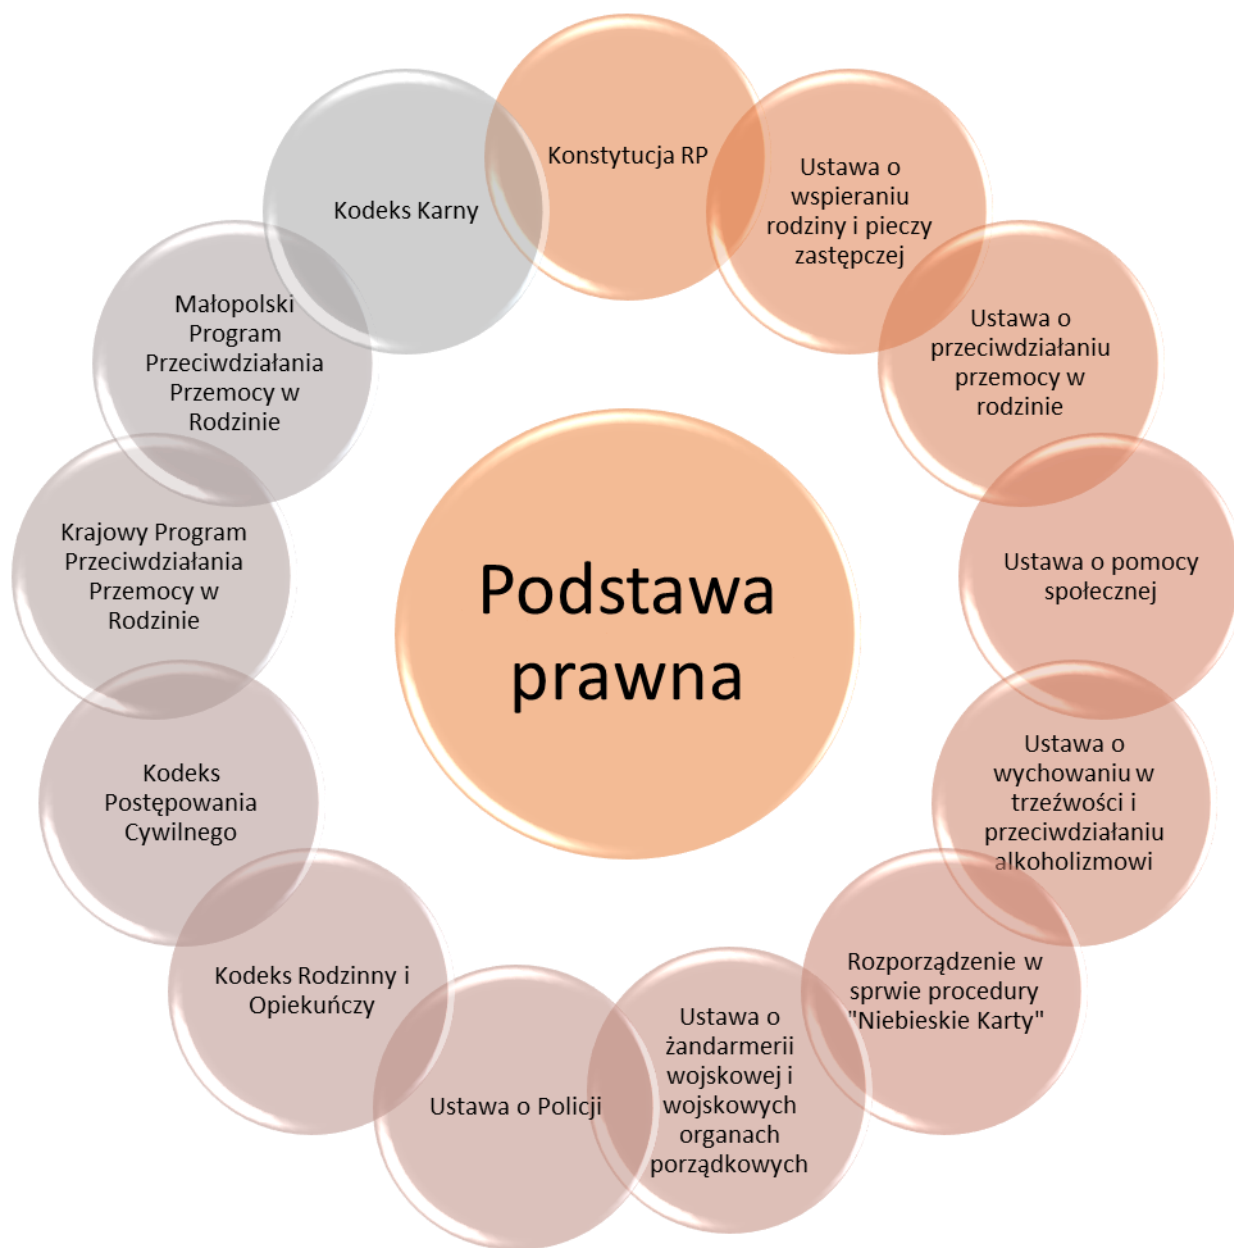 Konstytucja RP
Ustawa o
wspieraniu
rodziny i pieczy
zastępczej
Ustawa o
przeciwdziałaniu
przemocy w
rodzinie
Ustawa o pomocy
społecznej
Ustawa o
wychowaniu w
trzeźwości i
przeciwdziałaniu
alkoholizmowi
Rozporządzenie w
sprwie procedury
"Niebieskie Karty"
Ustawa o
żandarmerii
wojskowej i
wojskowych
organach
porządkowych
Ustawa o Policji
Kodeks Rodzinny i
Opiekuńczy
Kodeks
Postępowania
Cywilnego
Krajowy Program
Przeciwdziałania
Przemocy w
Rodzinie
Małopolski
Program
Przeciwdziałania
Przemocy w
Rodzinie
Kodeks Karny
Podstawa
prawna